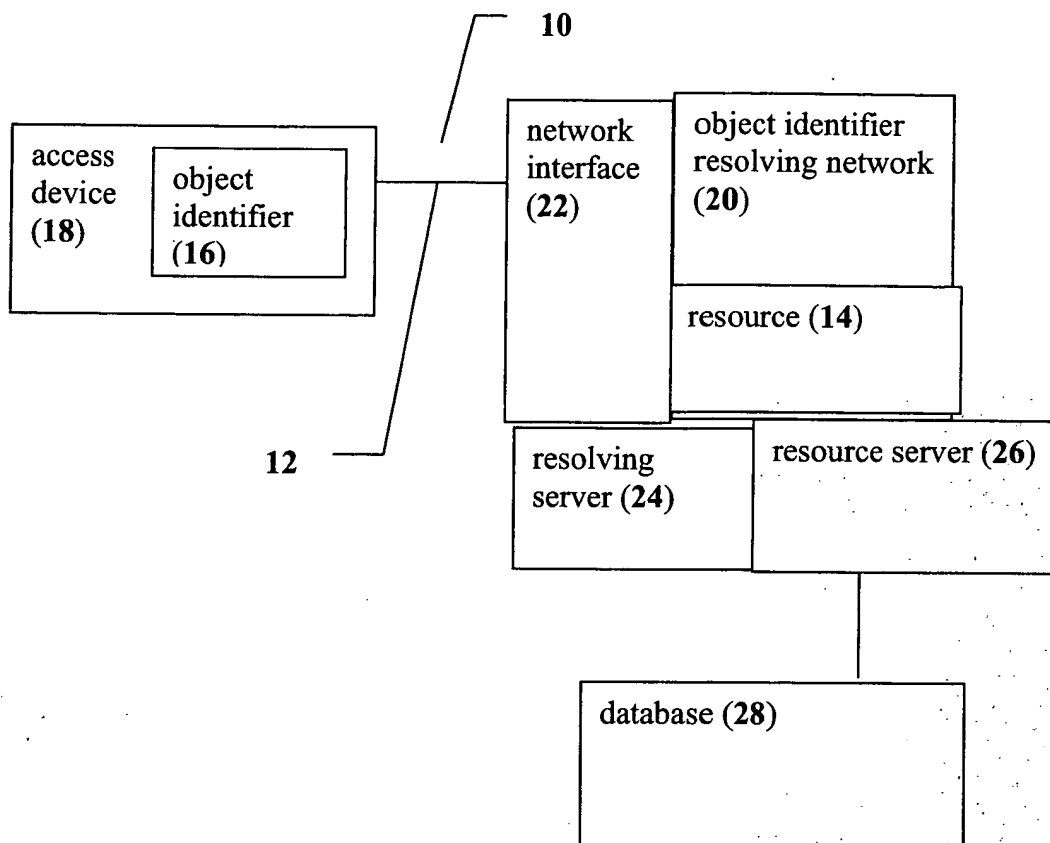 10
access
device
(18)
object
identifier
(16)
network
interface
(22)
object identifier
resolving network
(20)
resource (14)
12
resolving
server (24)
resource server (26)
database (28)